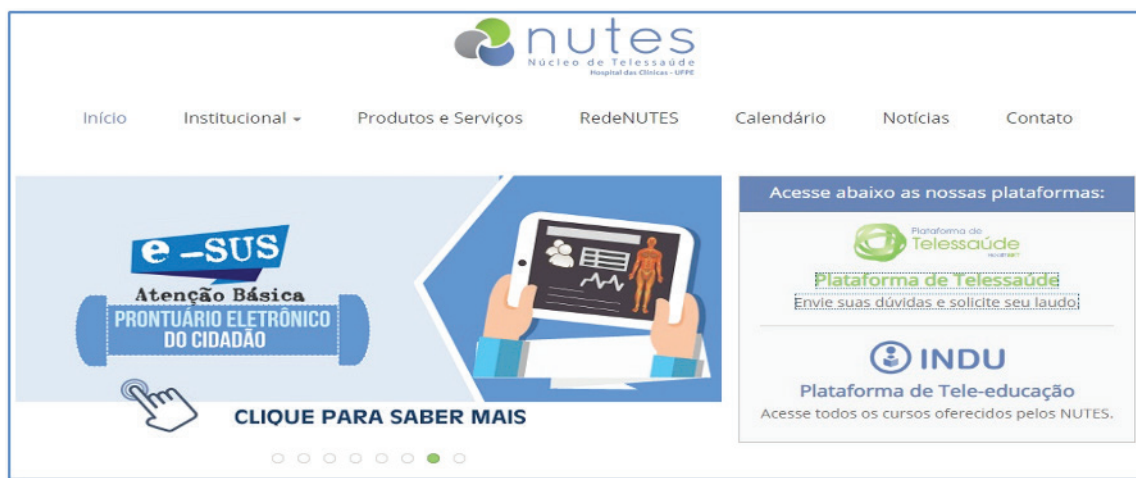 nutes
Núcleo de Telessaúde
Hospital das Clínicas - UFPE
Início Institucional Produtos e Serviços RedeNUTES Calendário Notícias Contato
e-SUS
Atenção Básica
PRONTUÁRIO ELETRÔNICO
DO CIDADÃO
CLIQUE PARA SABER MAIS
Acesse abaixo as nossas plataformas:
Plataforma de
Telessaúde
Plataforma de Telessaúde
Envie suas dúvidas e solicite seu laudo.
INDU
Plataforma de Tele-educação
Acesse todos os cursos oferecidos pelos NUTES.